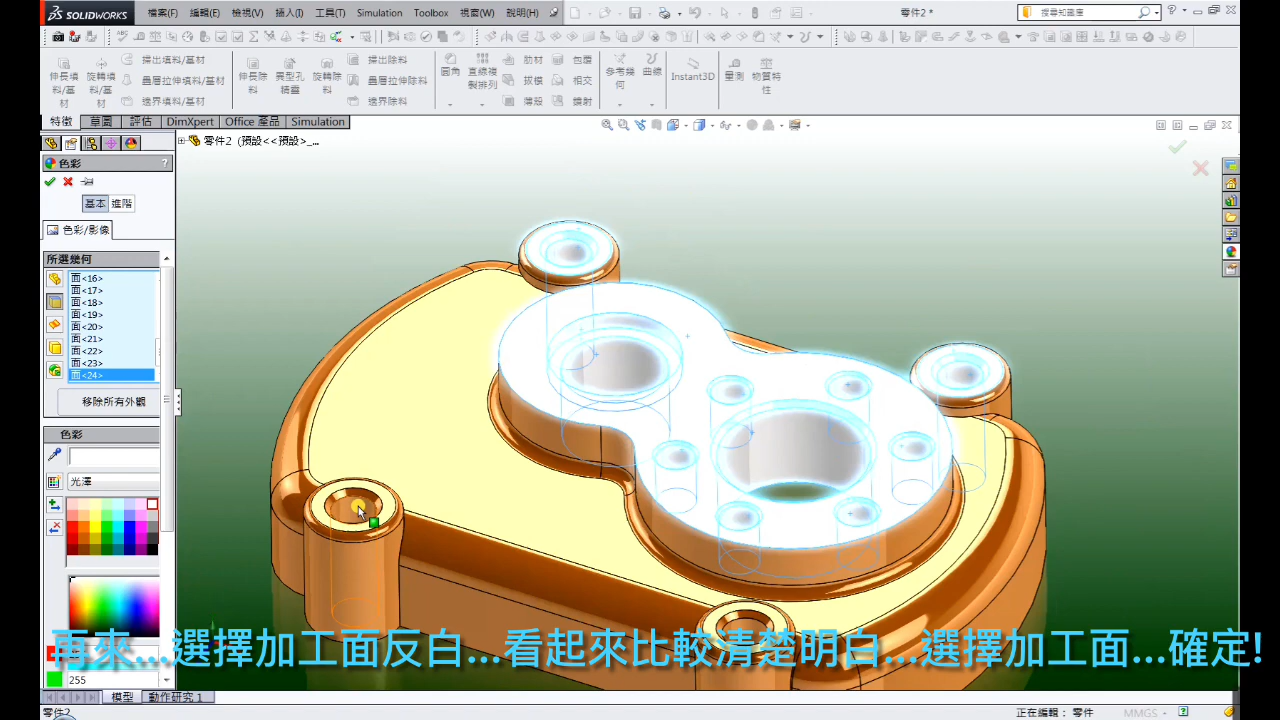 SOLIDWORKS 檔案(F) 編輯(E) 檢視(V) 插入(I) 工具(T) Simulation Toolbox 視窗(W) 說明(H) 零件2 * 搜尋知識庫
伸長填料/基材 旋轉填料/基材 掃出填料/基材 疊層拉伸填料/基材 邊界填料/基材 伸長除料 異型孔精靈 旋轉除料 掃出除料 疊層拉伸除料 邊界除料 圓角 直線複製排列 肋材 拔模 薄殼 包覆 相交 鏡射 參考幾何 曲線 Instant3D 量測 物質特性
特徵 草圖 評估 DimXpert Office 產品 Simulation
零件2 (預設<<預設>_...
色彩 ?
基本 進階
色彩/影像
所選幾何
面<16>
面<17>
面<18>
面<19>
面<20>
面<21>
面<22>
面<23>
面<24>
移除所有外觀
色彩
光澤
再來...選擇加工面反白...看起來比較清楚明白...選擇加工面...確定!
255
模型 動作研究 1
零件2 正在編輯： 零件 MMGS